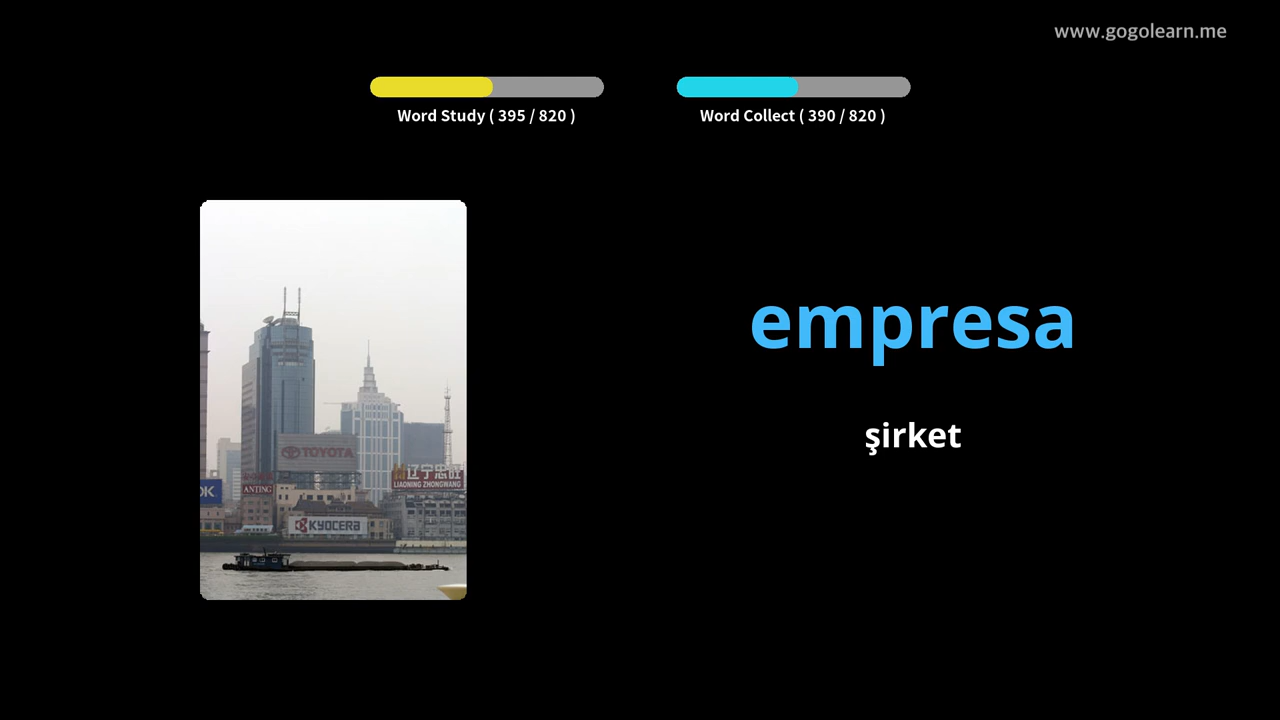 www.gogolearn.me
Word Study ( 395 / 820 )
Word Collect ( 390 / 820 )
empresa
şirket
TOYOTA
ANTING
OK
辽宁忠旺
LIAONING ZHONGWANG
KYOCERA